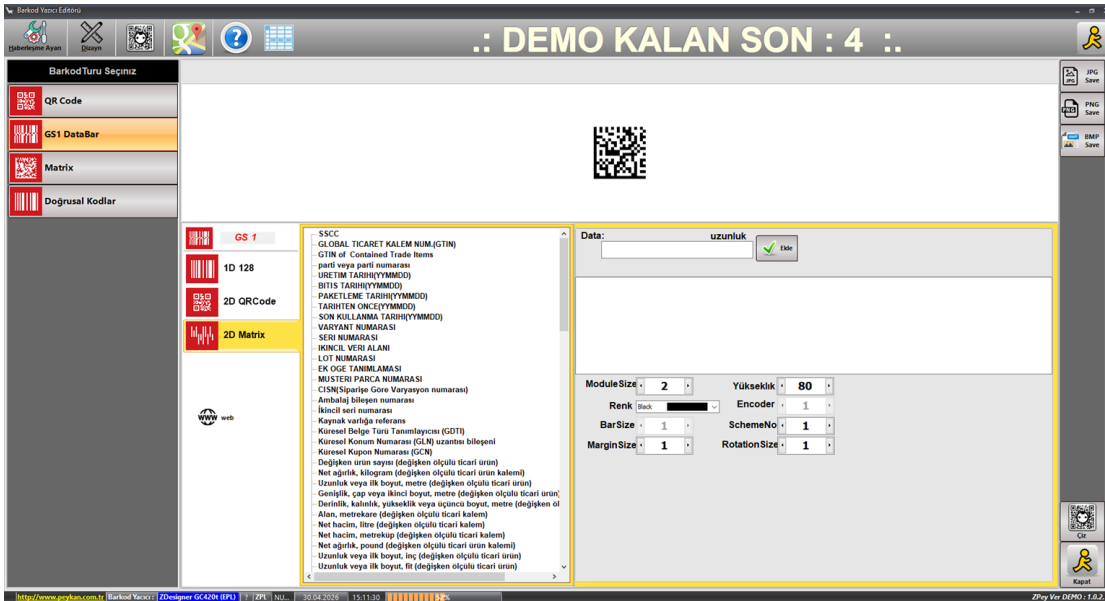 Barkod Yazıcı Editörü
Haberleşme Ayarı
Dizayn
.: DEMO KALAN SON : 4 :.
BarkodTuru Seçınız
QR Code
GS1 DataBar
Matrix
Doğrusal Kodlar
JPG
JPG Save
PNG
PNG Save
BMP Save
GS 1
1D 128
2D QRCode
2D Matrix
www web
SSCC
GLOBAL TICARET KALEM NUM.(GTIN)
GTIN of Contained Trade Items
parti veya parti numarası
URETIM TARIHI(YYMMDD)
BITIS TARIHI(YYMMDD)
PAKETLEME TARIHI(YYMMDD)
TARIHTEN ONCE(YYMMDD)
SON KULLANMA TARIHI(YYMMDD)
VARYANT NUMARASI
SERI NUMARASI
IKINCIL VERI ALANI
LOT NUMARASI
EK OGE TANIMLAMASI
MUSTERI PARCA NUMARASI
CISN(Siparişe Göre Varyasyon numarası)
Ambalaj bileşen numarası
İkincil seri numarası
Kaynak varlığa referans
Küresel Belge Türü Tanımlayıcısı (GDTI)
Küresel Konum Numarası (GLN) uzantısı bileşeni
Küresel Kupon Numarası (GCN)
Değişken ürün sayısı (değişken ölçülü ticari ürün)
Net ağırlık, kilogram (değişken ölçülü ticari ürün kalemi)
Uzunluk veya ilk boyut, metre (değişken ölçülü ticari ürün)
Genişlik, çap veya ikinci boyut, metre (değişken ölçülü ticari ürün)
Derinlik, kalınlık, yükseklik veya üçüncü boyut, metre (değişken öl
Alan, metrekare (değişken ölçülü ticari kalem)
Net hacim, litre (değişken ölçülü ticari kalem)
Net hacim, metreküp (değişken ölçülü ticari kalem)
Net ağırlık, pound (değişken ölçülü ticari ürün kalemi)
Uzunluk veya ilk boyut, inç (değişken ölçülü ticari ürün)
Uzunluk veya ilk boyut, fit (değişken ölçülü ticari ürün)
Data: uzunluk
Ekle
ModuleSize 2 Yükseklık 80
Renk Black Encoder 1
BarSize 1 SchemeNo 1
MarginSize 1 RotationSize 1
Çiz
Kapat
http://www.peykan.com.tr Barkod Yazıcı : ZDesigner GC420t (EPL) ? ZPL NU... 30.04.2026 15:11:30 52% ZPey Ver DEMO : 1.0.2.